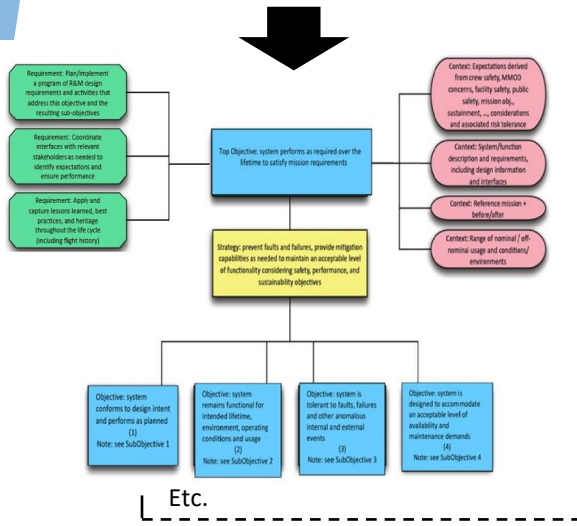 Requirement: Plan/implement
a program of R&M design
requirements and activities that
address this objective and the
resulting sub-objectives
Requirement: Coordinate
interfaces with relevant
stakeholders as needed to
identify expectations and
ensure performance
Requirement: Apply and
capture lessons learned, best
practices, and heritage
throughout the life cycle
(including flight history)
Top Objective: system performs as required over the
lifetime to satisfy mission requirements
Context: Expectations derived
from crew safety, MMOD
concerns, facility safety, public
safety, mission obj.,
sustainment, ..., considerations
and associated risk tolerance
Context: System/function
description and requirements,
including design information
and interfaces
Context: Reference mission +
before/after
Context: Range of nominal / off-
nominal usage and conditions/
environments
Strategy: prevent faults and failures, provide mitigation
capabilities as needed to maintain an acceptable level
of functionality considering safety, performance, and
sustainability objectives
Objective: system
conforms to design intent
and performs as planned
(1)
Note: see SubObjective 1
Objective: system
remains functional for
intended lifetime,
environment, operating
conditions and usage
(2)
Note: see SubObjective 2
Objective: system is
tolerant to faults, failures
and other anomalous
internal and external
events
(3)
Note: see SubObjective 3
Objective: system is
designed to accommodate
an acceptable level of
availability and
maintenance demands
(4)
Note: see SubObjective 4
Etc.